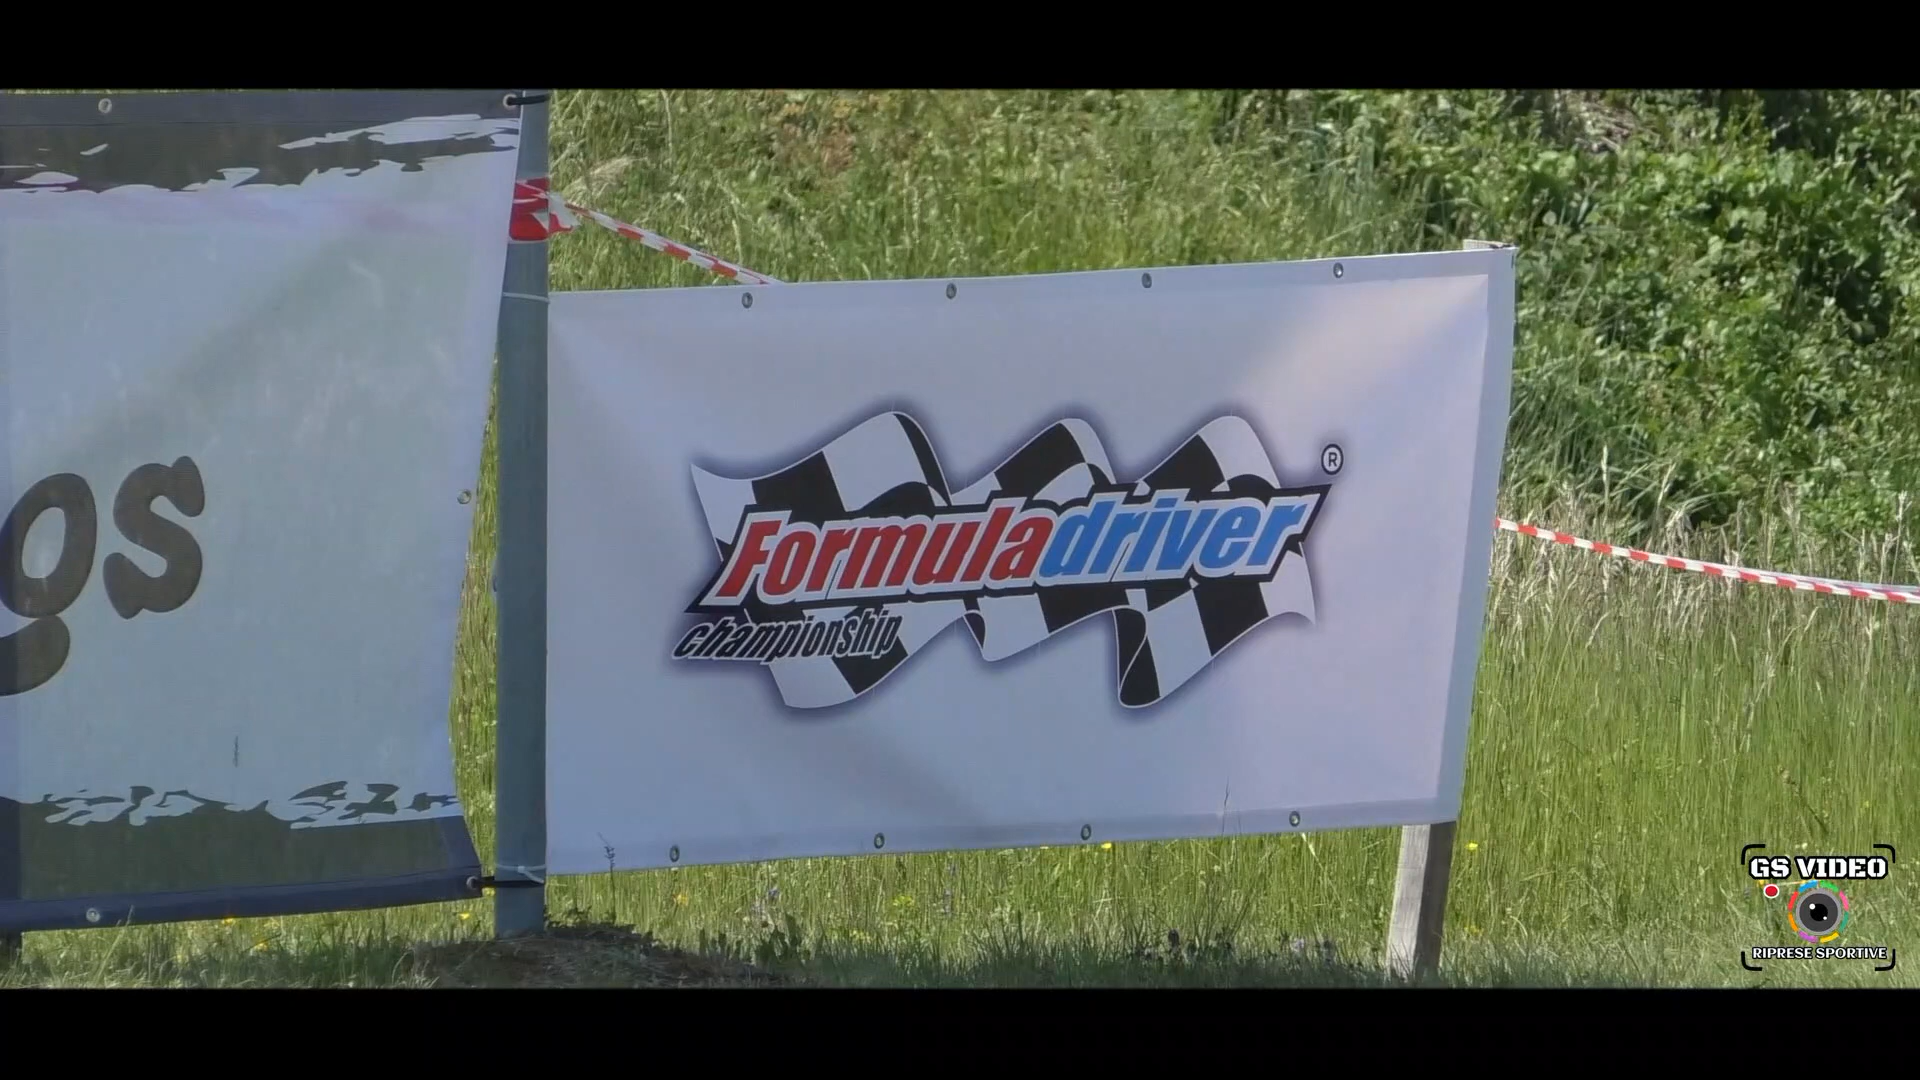 gs
Formuladriver ®
championship
GS VIDEO
RIPRESE SPORTIVE